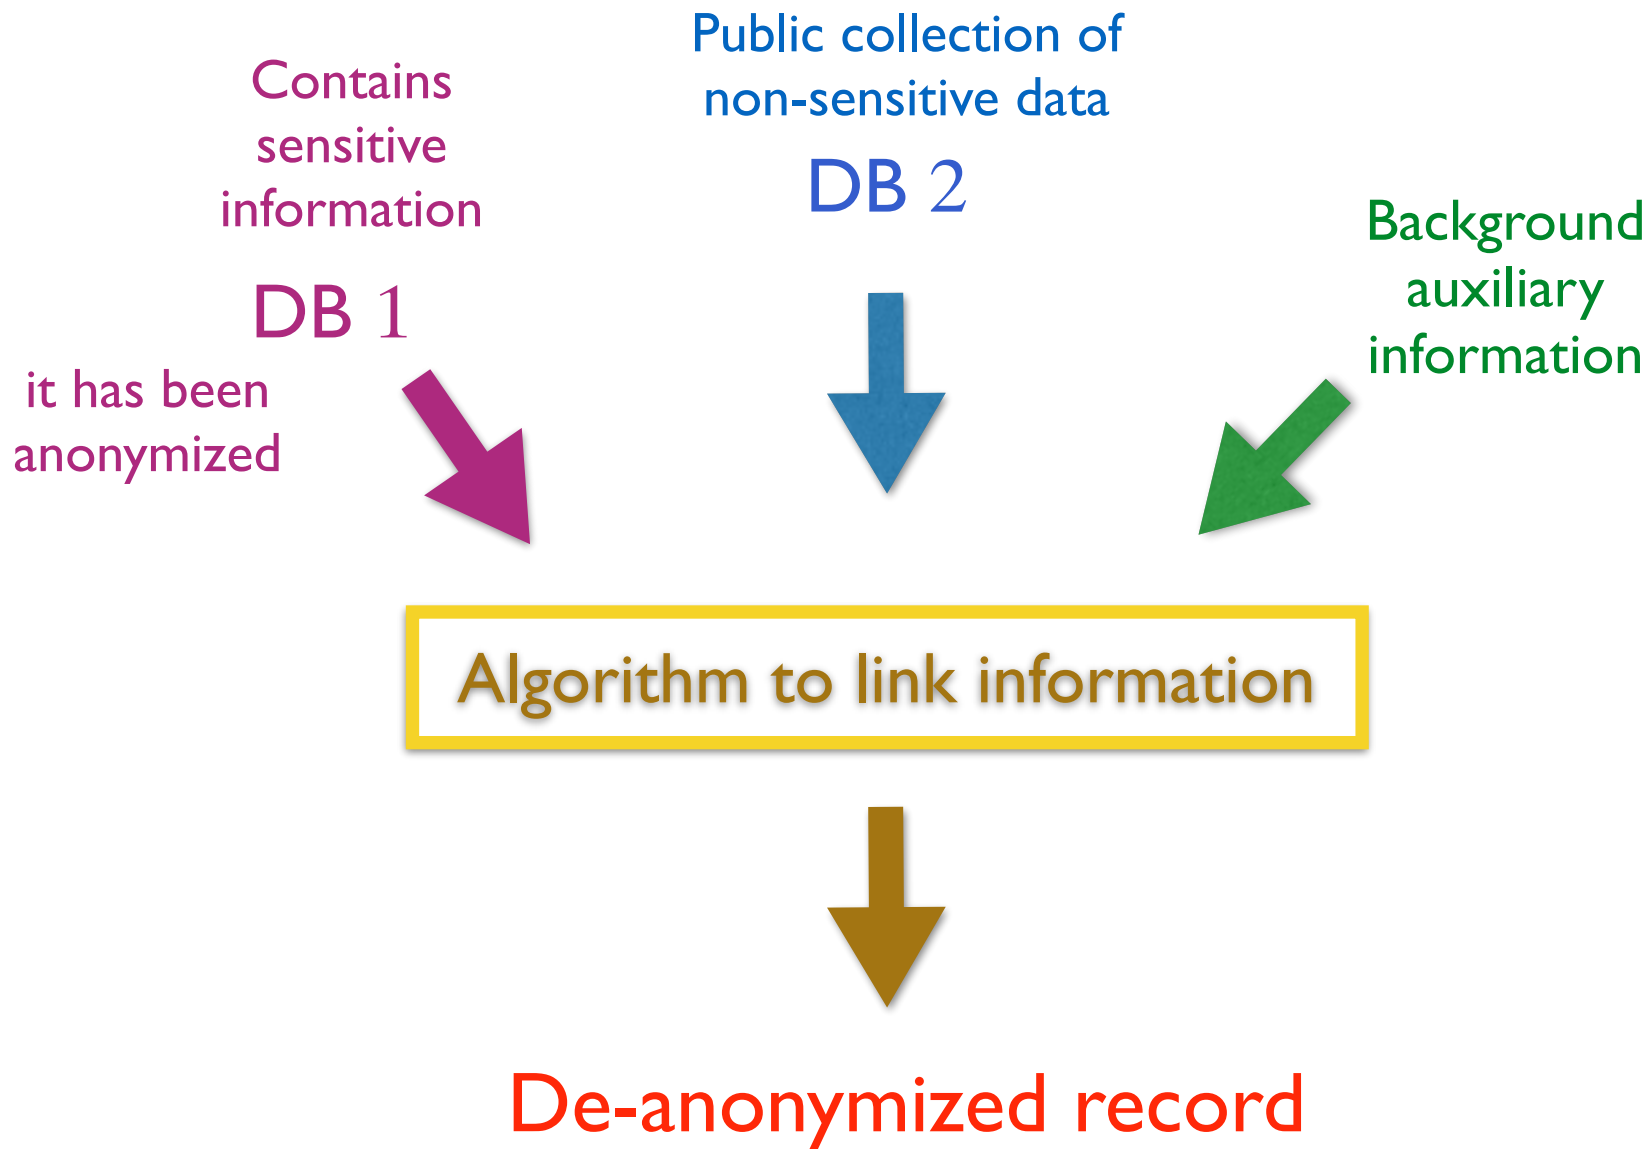 Contains
sensitive
information
DB 1
it has been
anonymized
Public collection of
non-sensitive data
DB 2
Background
auxiliary
information
Algorithm to link information
De-anonymized record